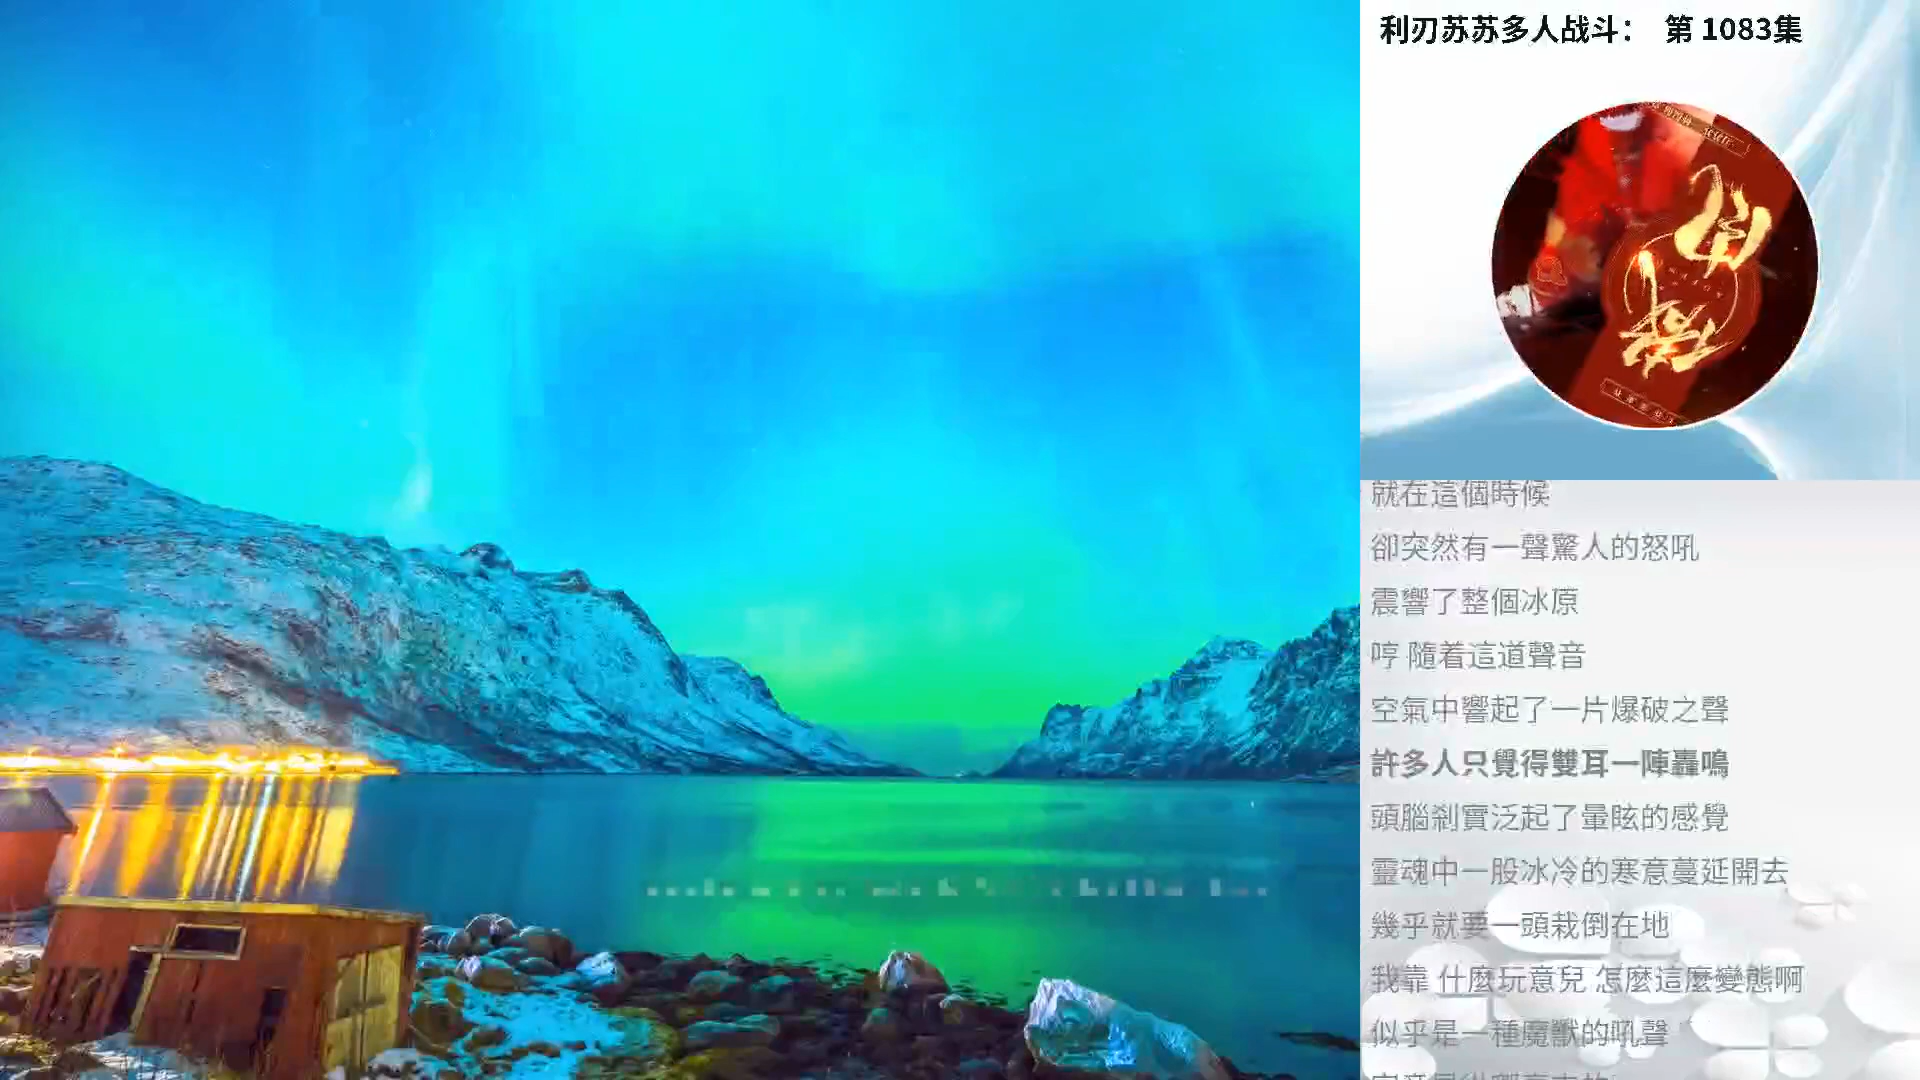 利刃苏苏多人战斗： 第 1083集
就在這個時候
卻突然有一聲驚人的怒吼
震響了整個冰原
哼 隨着這道聲音
空氣中響起了一片爆破之聲
許多人只覺得雙耳一陣轟鳴
頭腦剎實泛起了暈眩的感覺
靈魂中一股冰冷的寒意蔓延開去
幾乎就要一頭栽倒在地
我靠 什麼玩意兒 怎麼這麼變態啊
似乎是一種魔獸的吼聲